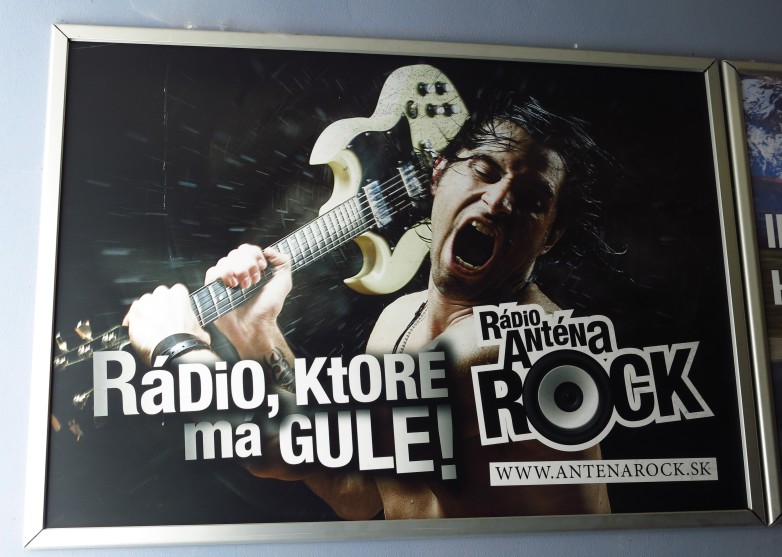 Rádio, ktoré
má GULE!
Rádio
Anténa
ROCK
WWW.ANTENAROCK.SK